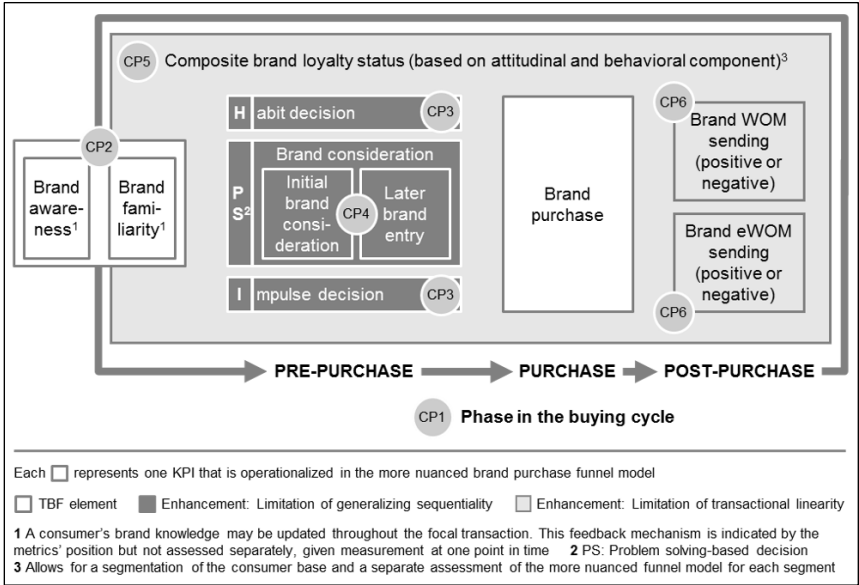 CP5 Composite brand loyalty status (based on attitudinal and behavioral component)3
H abit decision CP3
CP2
Brand
aware-
ness1
Brand
fami-
liarity1
P
S2
Brand consideration
Initial
brand
consi-
deration
CP4
Later
brand
entry
I mpulse decision CP3
Brand
purchase
CP6
Brand WOM
sending
(positive or
negative)
Brand eWOM
sending
(positive or
negative)
CP6
PRE-PURCHASE PURCHASE POST-PURCHASE
CP1 Phase in the buying cycle
Each represents one KPI that is operationalized in the more nuanced brand purchase funnel model
TBF element Enhancement: Limitation of generalizing sequentiality Enhancement: Limitation of transactional linearity
1 A consumer's brand knowledge may be updated throughout the focal transaction. This feedback mechanism is indicated by the
metrics' position but not assessed separately, given measurement at one point in time 2 PS: Problem solving-based decision
3 Allows for a segmentation of the consumer base and a separate assessment of the more nuanced funnel model for each segment